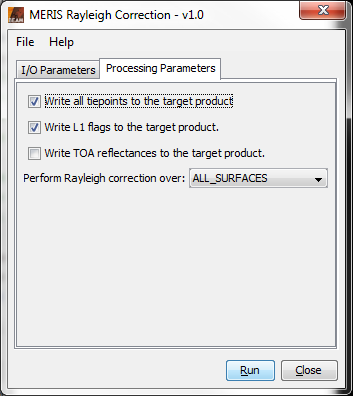 BEAM
MERIS Rayleigh Correction - v1.0
File Help
I/O Parameters Processing Parameters
Write all tiepoints to the target product
Write L1 flags to the target product.
Write TOA reflectances to the target product.
Perform Rayleigh correction over: ALL_SURFACES
Run Close